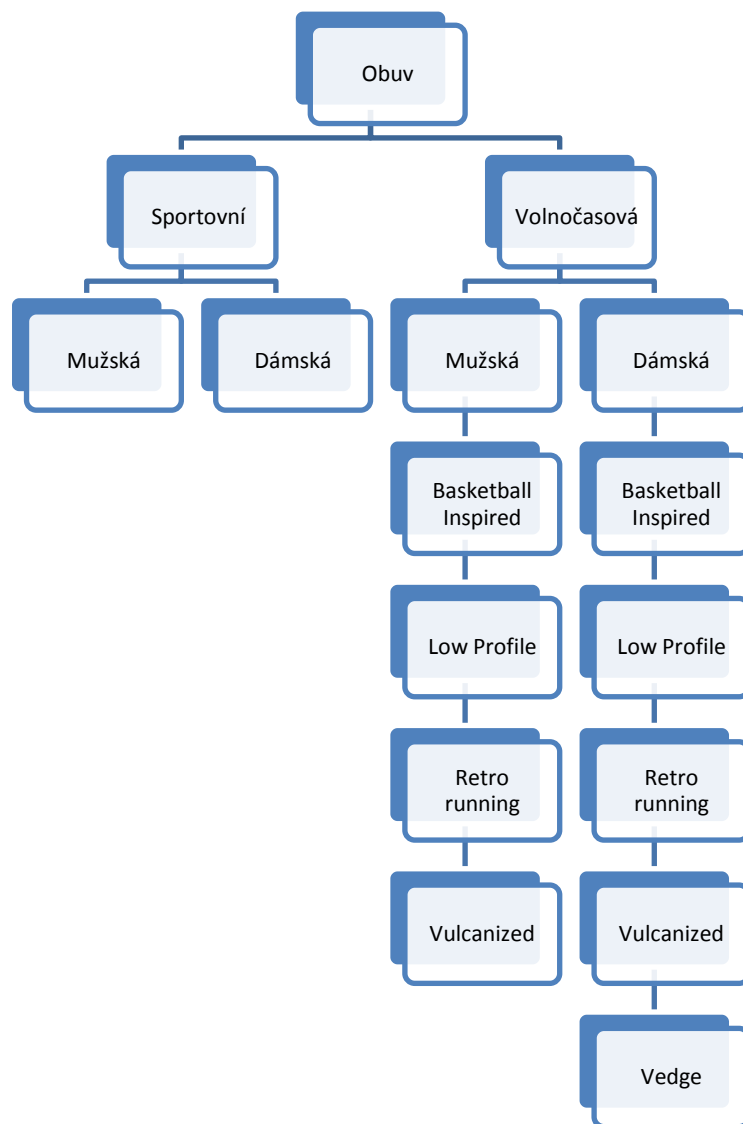 Obuv
Sportovní
Volnočasová
Mužská
Dámská
Mužská
Dámská
Basketball
Inspired
Basketball
Inspired
Low Profile
Low Profile
Retro
running
Retro
running
Vulcanized
Vulcanized
Vedge